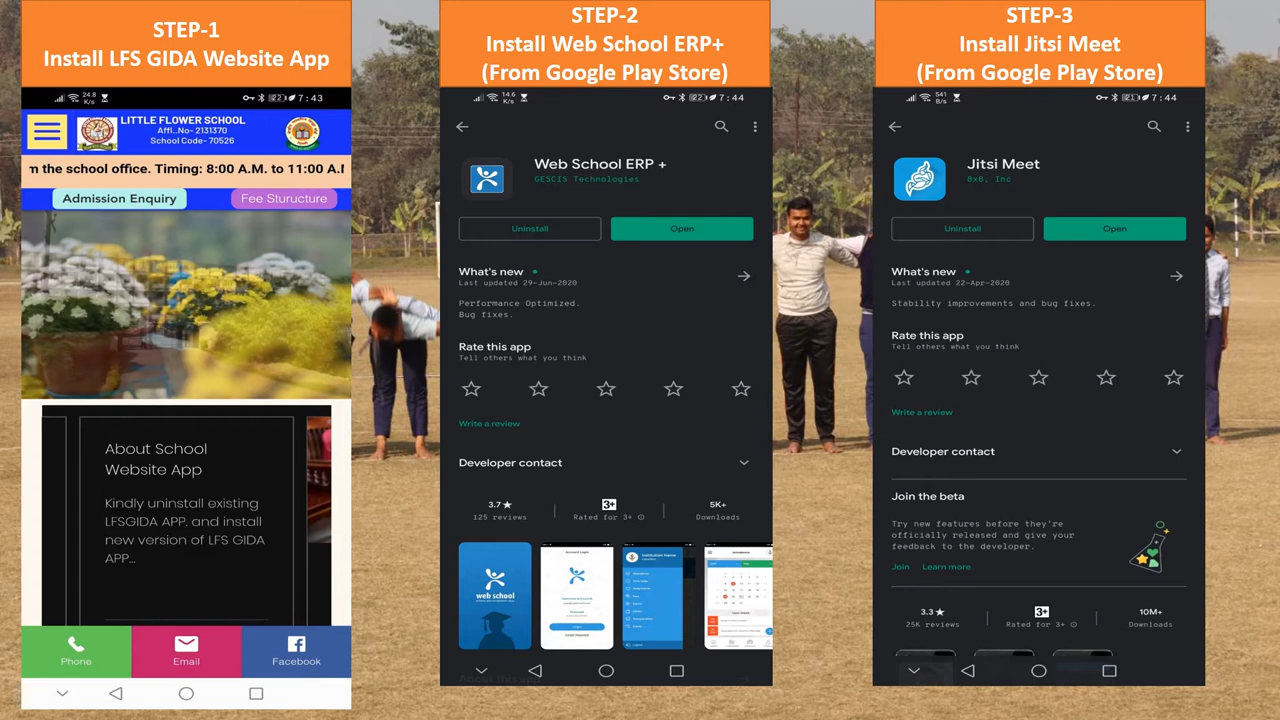 STEP-1
Install LFS GIDA Website App
24.8
K/s
7:43
LITTLE FLOWER SCHOOL
Affl..No- 2131370
School Code- 70526
m the school office. Timing: 8:00 A.M. to 11:00 A.
Admission Enquiry
Fee Sturucture
About School
Website App
Kindly uninstall existing
LFSGIDA APP. and install
new version of LFS GIDA
APP...
Phone
Email
Facebook
STEP-2
Install Web School ERP+
(From Google Play Store)
14.6
K/s
7:44
Web School ERP +
GESCIS Technologies
Uninstall
Open
What's new
Last updated 29-Jun-2020
Performance Optimized.
Bug fixes.
Rate this app
Tell others what you think
Write a review
Developer contact
3.7★
125 reviews
3+
Rated for 3+
5K+
Downloads
web school
STEP-3
Install Jitsi Meet
(From Google Play Store)
541
B/s
7:44
Jitsi Meet
8x8, Inc
Uninstall
Open
What's new
Last updated 22-Apr-2020
Stability improvements and bug fixes.
Rate this app
Tell others what you think
Write a review
Developer contact
Join the beta
Try new features before they're
officially released and give your
feedback to the developer.
Join
Learn more
3.3★
25K reviews
3+
Rated for 3+
10M+
Downloads